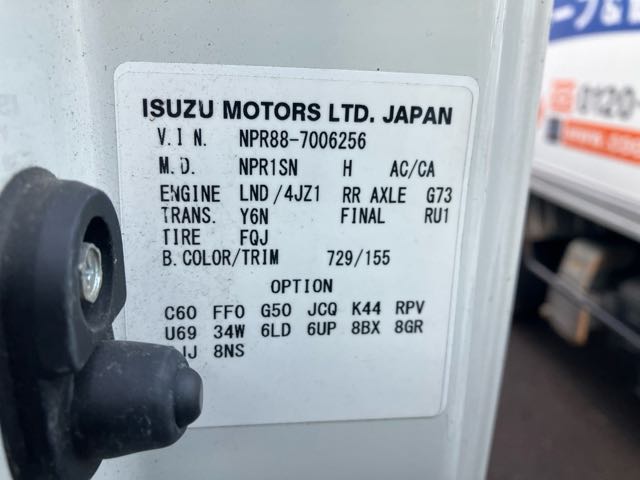 ISUZU MOTORS LTD. JAPAN
V.I.N. NPR88-7006256
M.D. NPR1SN H AC/CA
ENGINE LND/4JZ1 RR AXLE G73
TRANS. Y6N FINAL RU1
TIRE FQJ
B.COLOR/TRIM 729/155
OPTION
C60 FF0 G50 JCQ K44 RPV
U69 34W 6LD 6UP 8BX 8GR
8NS
0120-